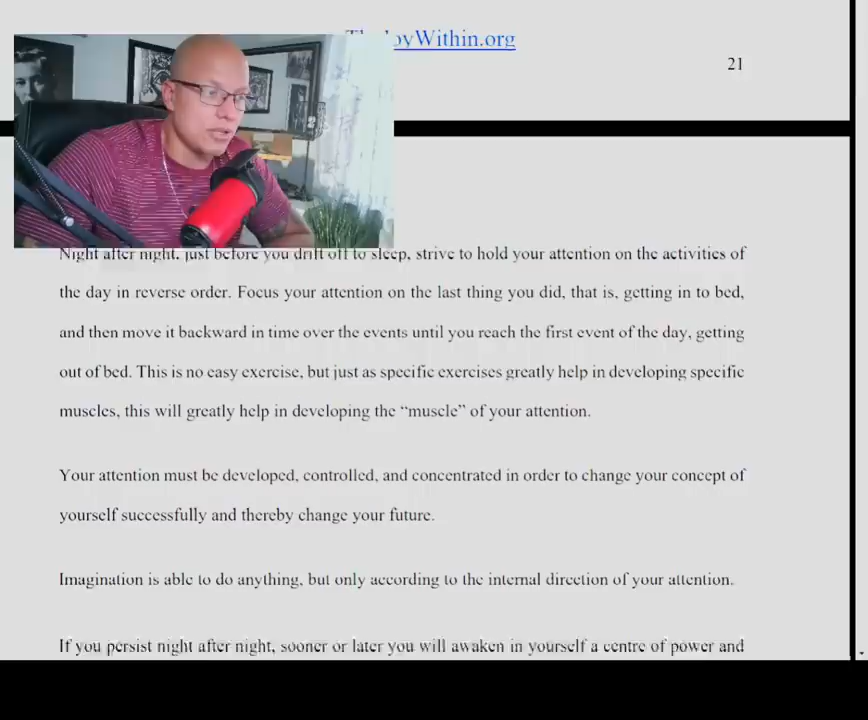 TheJoyWithin.org
21
Night after night, just before you drift off to sleep, strive to hold your attention on the activities of
the day in reverse order. Focus your attention on the last thing you did, that is, getting in to bed,
and then move it backward in time over the events until you reach the first event of the day, getting
out of bed. This is no easy exercise, but just as specific exercises greatly help in developing specific
muscles, this will greatly help in developing the “muscle” of your attention.
Your attention must be developed, controlled, and concentrated in order to change your concept of
yourself successfully and thereby change your future.
Imagination is able to do anything, but only according to the internal direction of your attention.
If you persist night after night, sooner or later you will awaken in yourself a centre of power and